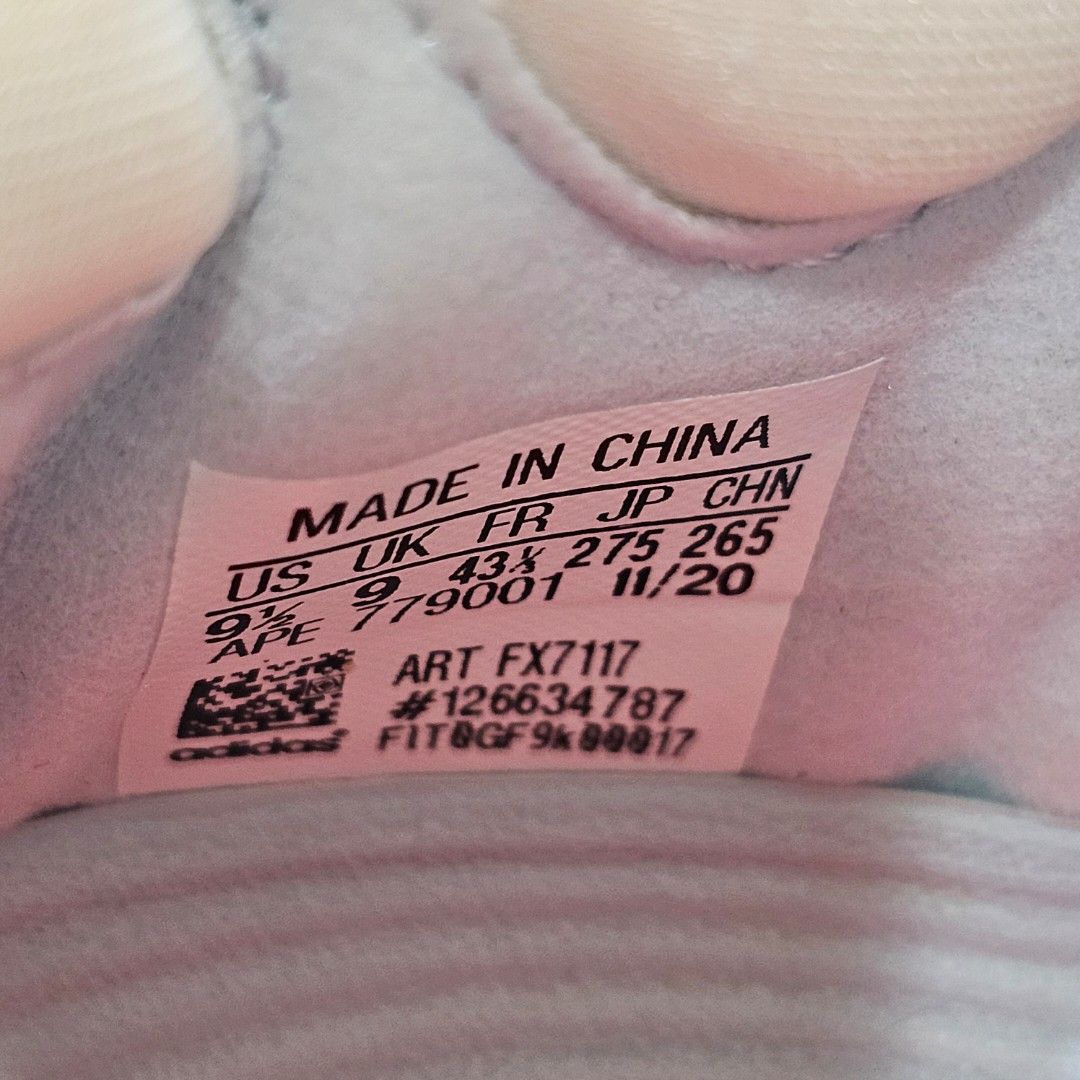 MADE IN CHINA
US UK FR JP CHN
9½ 9 43⅓ 275 265
APE 779001 11/20
ART FX7117
#126634787
adidas FIT0GF9k00017